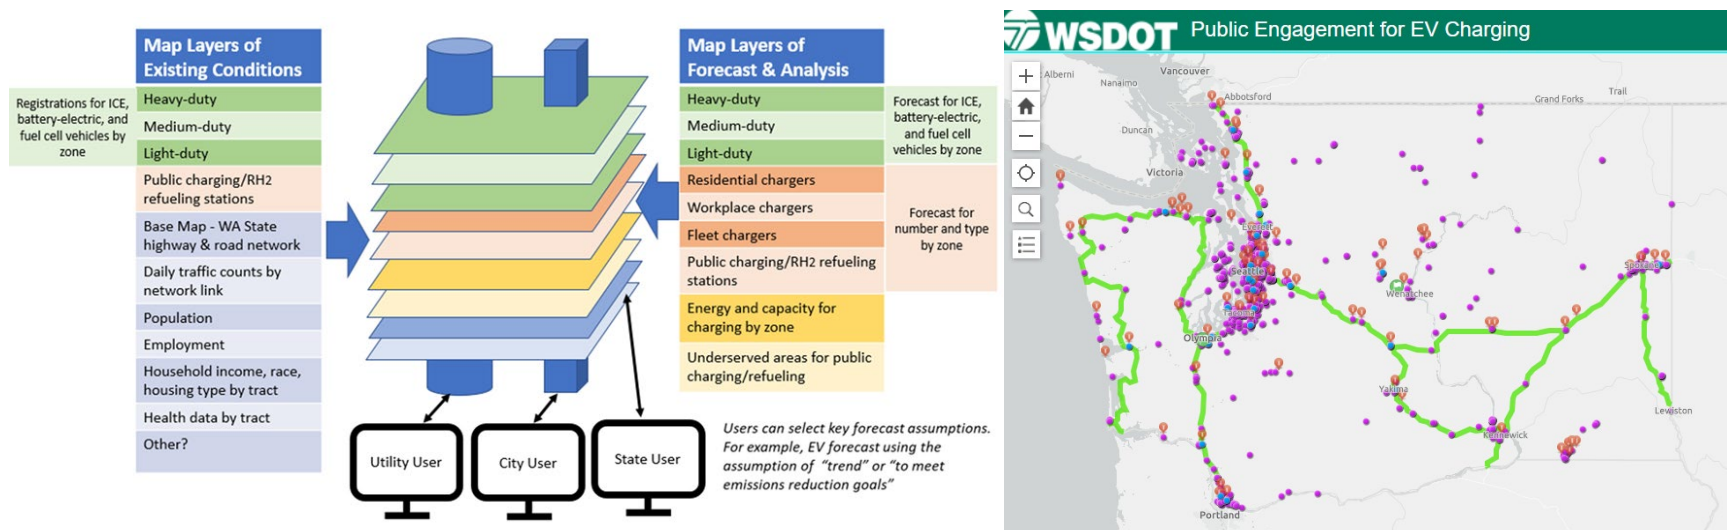 Map Layers of
Existing Conditions
Registrations for ICE,
battery-electric, and
fuel cell vehicles by
zone
Heavy-duty
Medium-duty
Light-duty
Public charging/RH2
refueling stations
Base Map - WA State
highway & road network
Daily traffic counts by
network link
Population
Employment
Household income, race,
housing type by tract
Health data by tract
Other?
Map Layers of
Forecast & Analysis
Heavy-duty
Medium-duty
Light-duty
Residential chargers
Workplace chargers
Fleet chargers
Public charging/RH2 refueling
stations
Energy and capacity for
charging by zone
Underserved areas for public
charging/refueling
Forecast for ICE,
battery-electric,
and fuel cell
vehicles by zone
Forecast for
number and type
by zone
Utility User
City User
State User
Users can select key forecast assumptions.
For example, EV forecast using the
assumption of "trend" or "to meet
emissions reduction goals"
WSDOT Public Engagement for EV Charging
Alberni
Nanaimo
Vancouver
Abbotsford
Grand Forks
Trail
Duncan
Victoria
Everett
Seattle
Spokane
Wenatchee
Tacoma
Olympia
Yakima
Lewiston
Kennewick
Portland